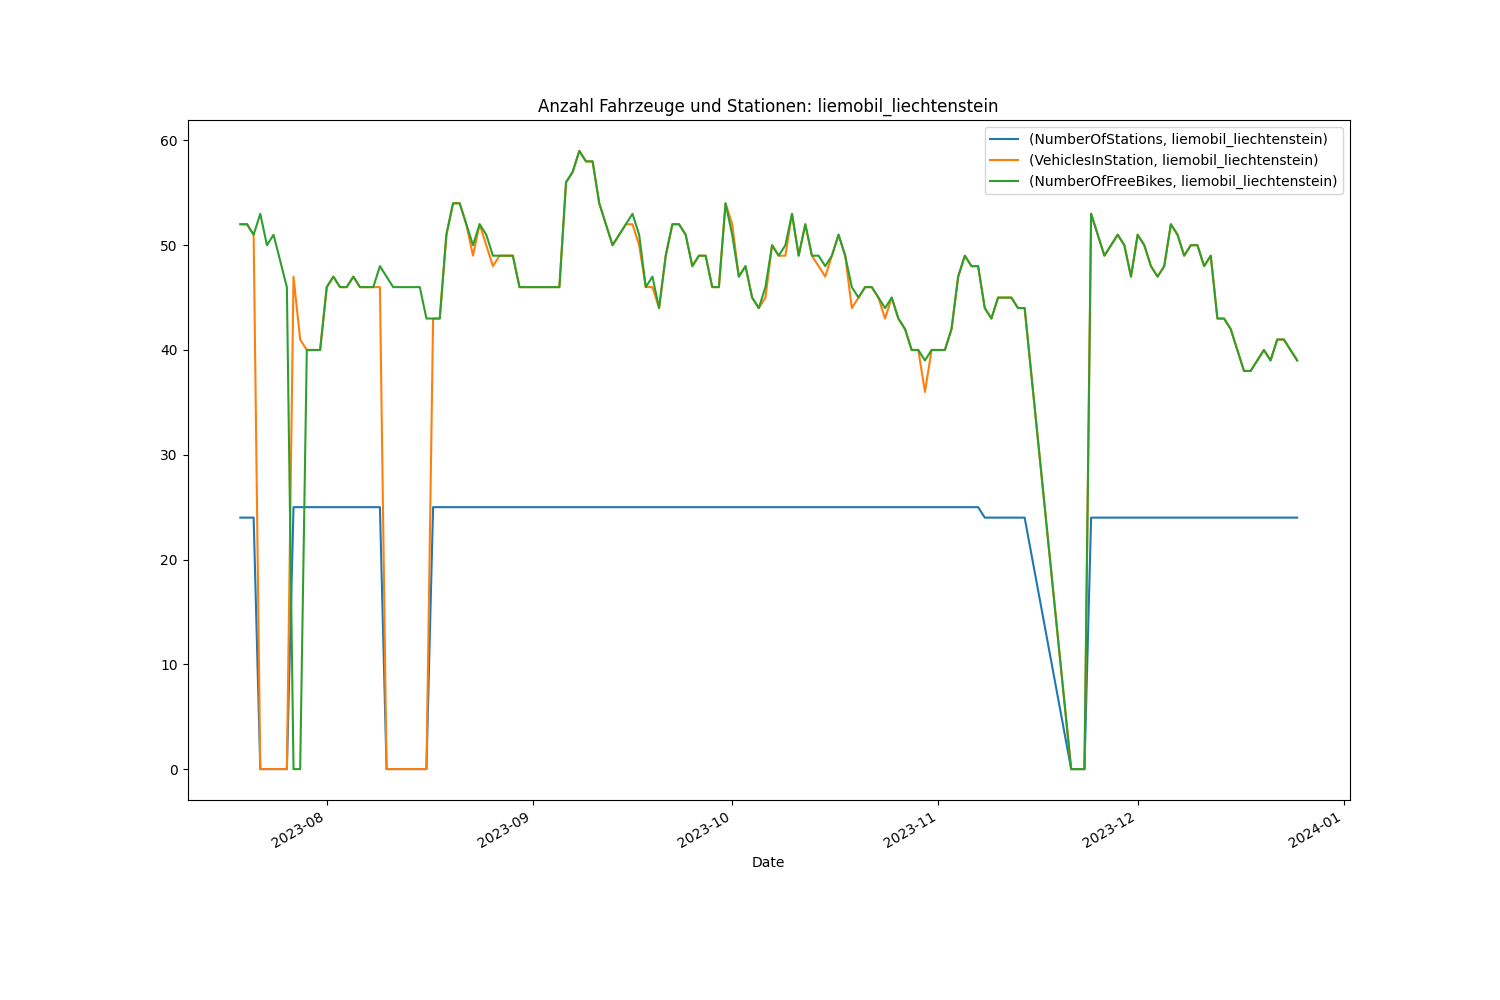 Anzahl Fahrzeuge und Stationen: liemobil_liechtenstein
(NumberOfStations, liemobil_liechtenstein)
(VehiclesInStation, liemobil_liechtenstein)
(NumberOfFreeBikes, liemobil_liechtenstein)
60
50
40
30
20
10
0
2023-08
2023-09
2023-10
2023-11
2023-12
2024-01
Date